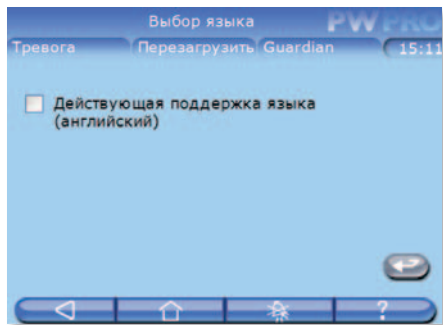 Выбор языка
PWPRO
Тревога Перезагрузить Guardian 15:11
Действующая поддержка языка
(английский)
?